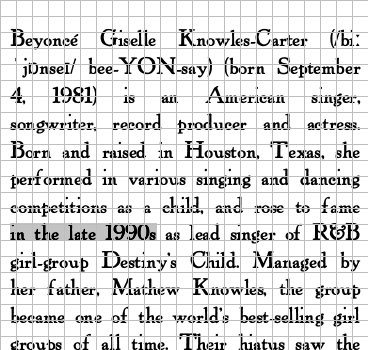 Beyoncé Giselle Knowles-Carter (/biː
ˈjɒnseɪ/ bee-YON-say) (born September
4, 1981) is an American singer,
songwriter, record producer and actress.
Born and raised in Houston, Texas, she
performed in various singing and dancing
competitions as a child, and rose to fame
in the late 1990s as lead singer of R&B
girl-group Destiny's Child. Managed by
her father, Mathew Knowles, the group
became one of the world's best-selling girl
groups of all time. Their hiatus saw the